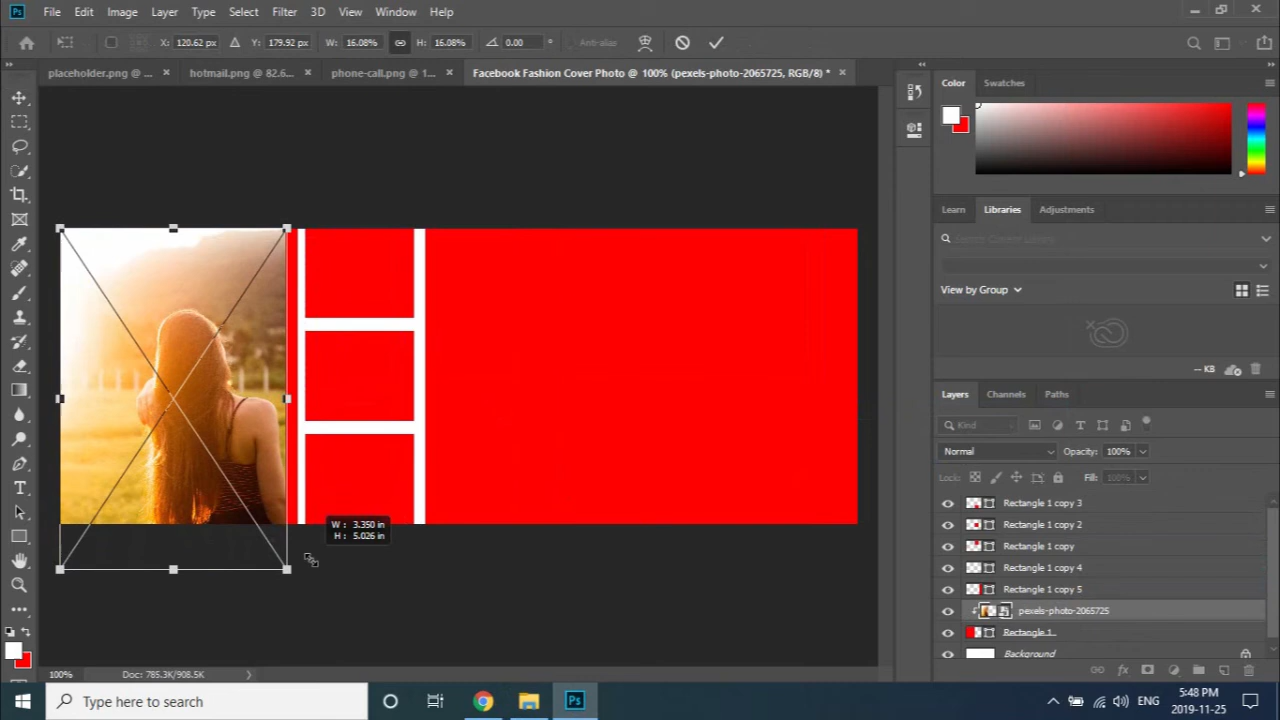 Ps File Edit Image Layer Type Select Filter 3D View Window Help
X: 120.62 px Y: 179.92 px W: 16.08% H: 16.08% 0.00 ° Anti-alias
placeholder.png @ ... × hotmail.png @ 82.6... × phone-call.png @ 1... × Facebook Fashion Cover Photo @ 100% (pexels-photo-2065725, RGB/8) * ×
Color Swatches
Learn Libraries Adjustments
Search Current Library
View by Group
-- KB
Layers Channels Paths
Kind
Normal Opacity: 100%
Lock: Fill: 100%
Rectangle 1 copy 3
Rectangle 1 copy 2
Rectangle 1 copy
Rectangle 1 copy 4
Rectangle 1 copy 5
pexels-photo-2065725
Rectangle 1
Background
W : 3.350 in
H : 5.026 in
100% Doc: 785.3K/908.5K
Type here to search
Ps
ENG
5:48 PM
2019-11-25